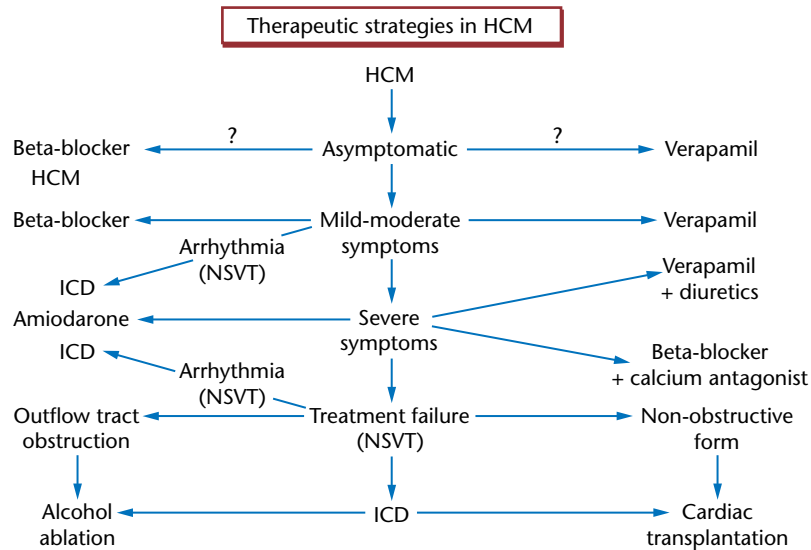 Therapeutic strategies in HCM
HCM
? ?
Beta-blocker Asymptomatic Verapamil
HCM
Beta-blocker Mild-moderate Verapamil
symptoms
Arrhythmia
(NSVT)
Verapamil
+ diuretics
ICD
Amiodarone Severe
symptoms
ICD
Beta-blocker
+ calcium antagonist
Arrhythmia
(NSVT)
Outflow tract
obstruction
Treatment failure
(NSVT)
Non-obstructive
form
Alcohol
ablation
ICD
Cardiac
transplantation